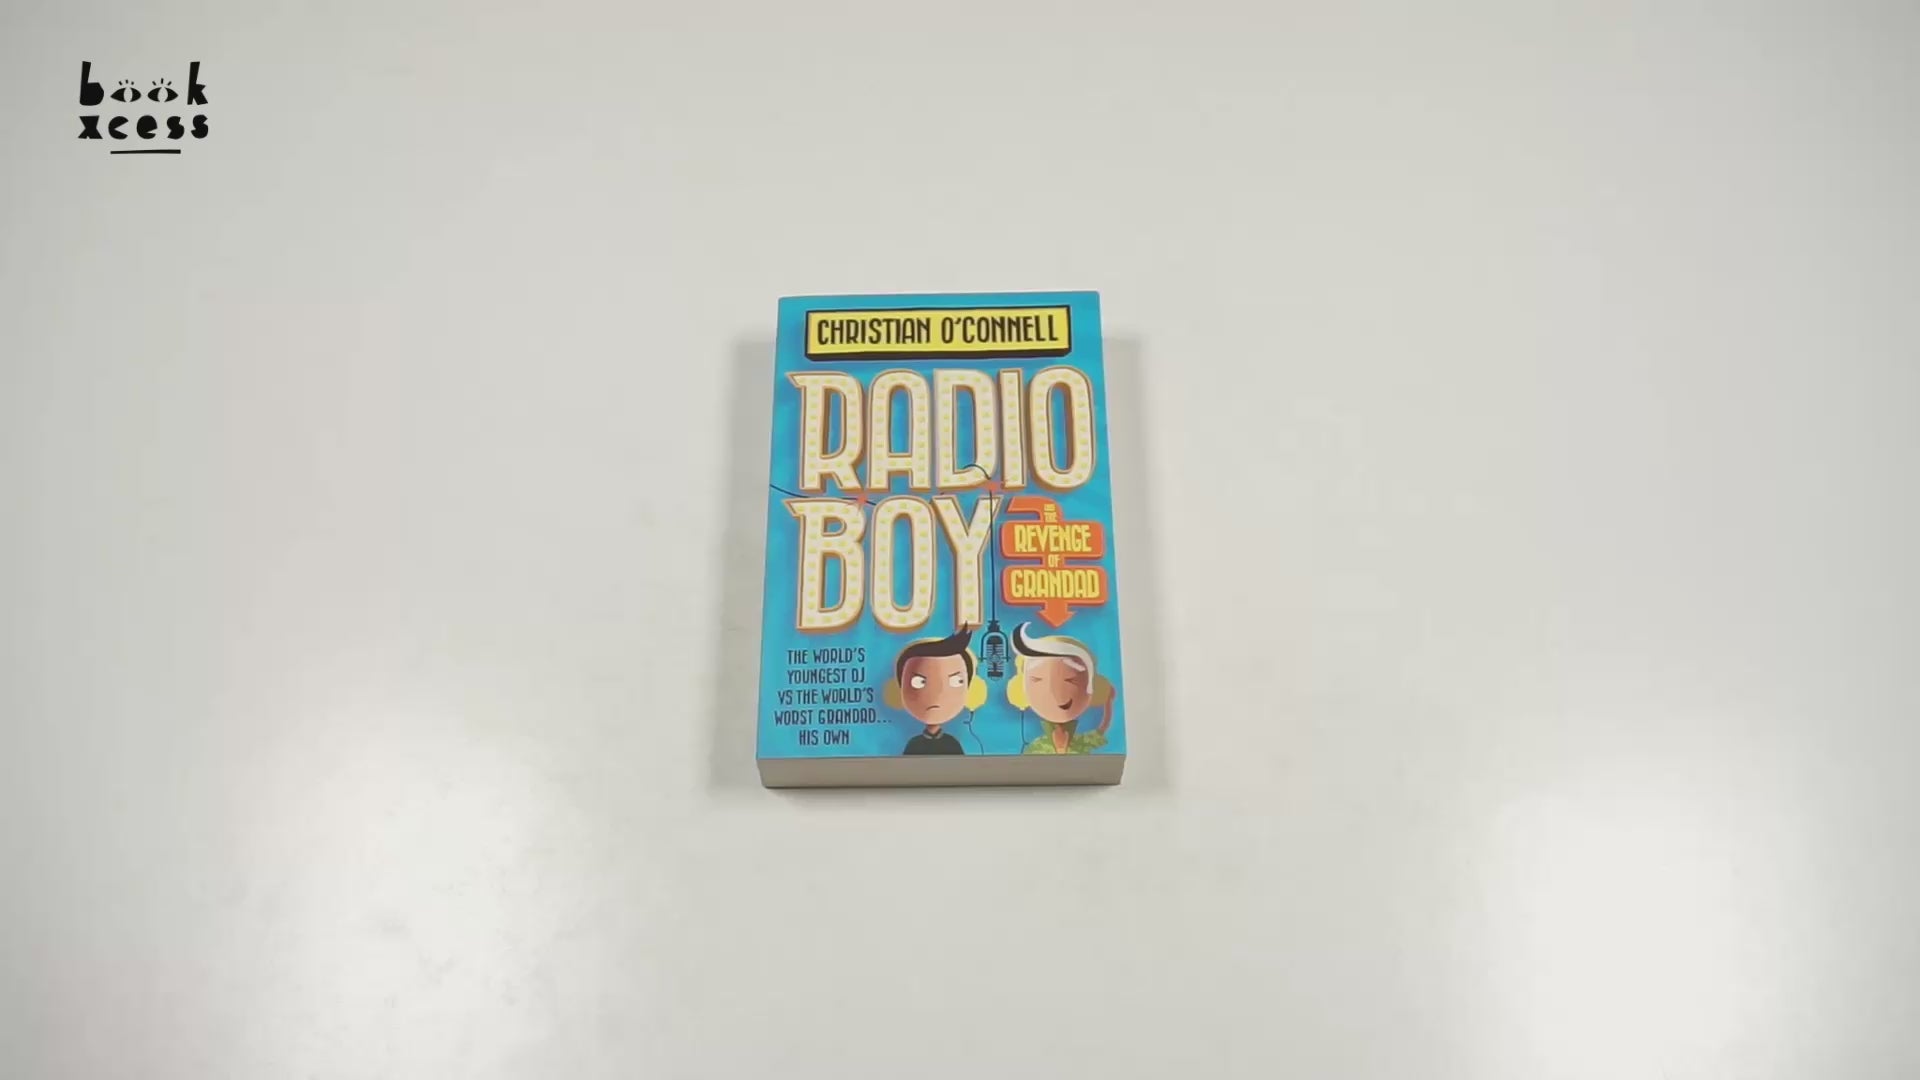 book
xcess
CHRISTIAN O'CONNELL
RADIO
BOY
AND
THE
REVENGE
OF
GRANDAD
THE WORLD'S
YOUNGEST DJ
VS THE WORLD'S
WORST GRANDAD...
HIS OWN